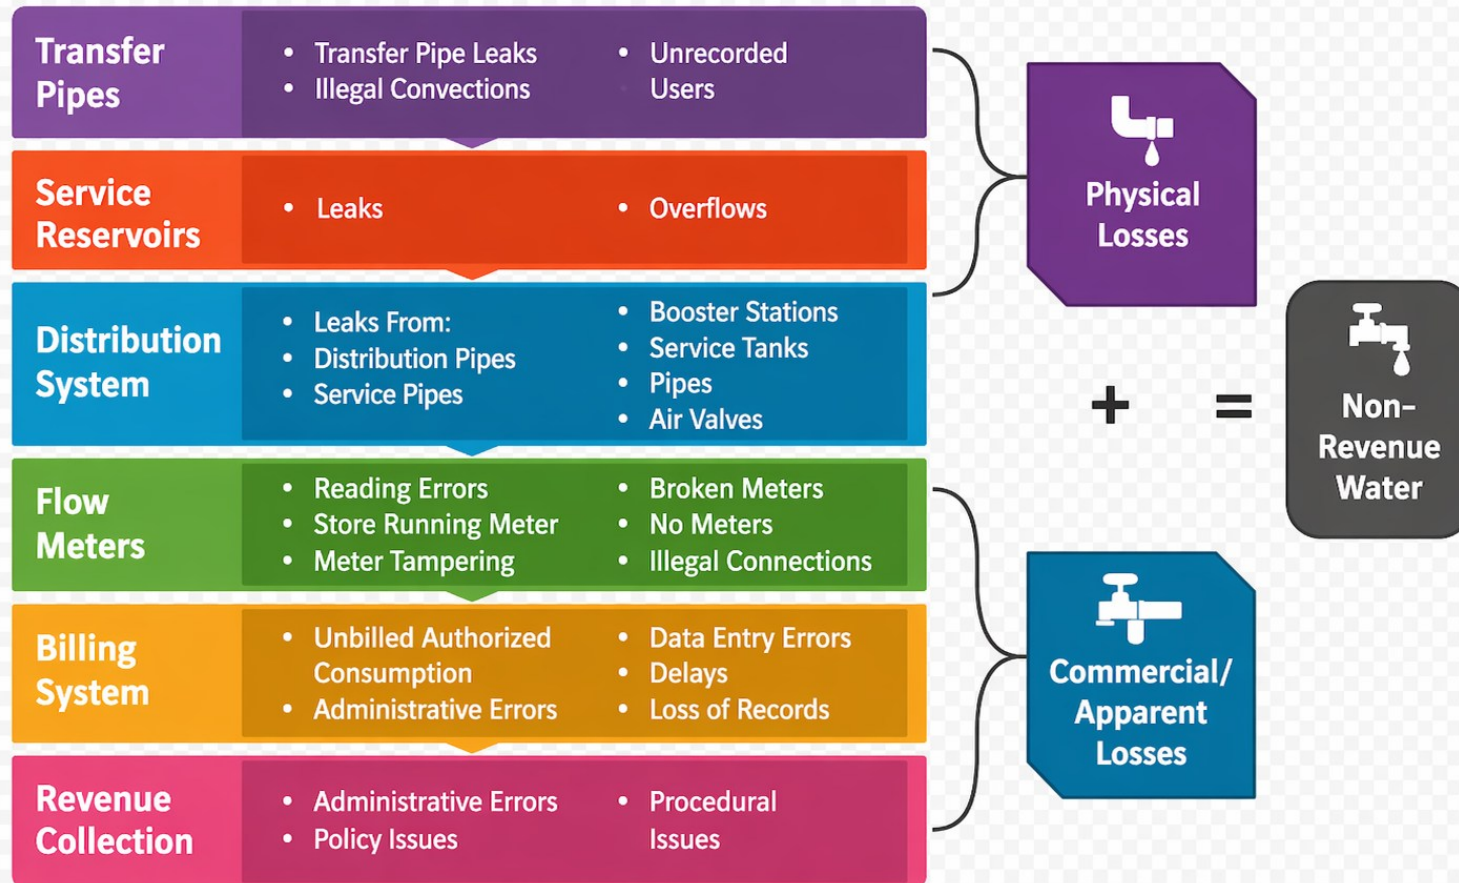 Transfer
Pipes
• Transfer Pipe Leaks
• Illegal Convections
• Unrecorded
Users
Service
Reservoirs
• Leaks
• Overflows
Distribution
System
• Leaks From:
• Distribution Pipes
• Service Pipes
• Booster Stations
• Service Tanks
• Pipes
• Air Valves
Flow
Meters
• Reading Errors
• Store Running Meter
• Meter Tampering
• Broken Meters
• No Meters
• Illegal Connections
Billing
System
• Unbilled Authorized
Consumption
• Administrative Errors
• Data Entry Errors
• Delays
• Loss of Records
Revenue
Collection
• Administrative Errors
• Policy Issues
• Procedural
Issues
Physical
Losses
+
Commercial/
Apparent
Losses
=
Non-
Revenue
Water